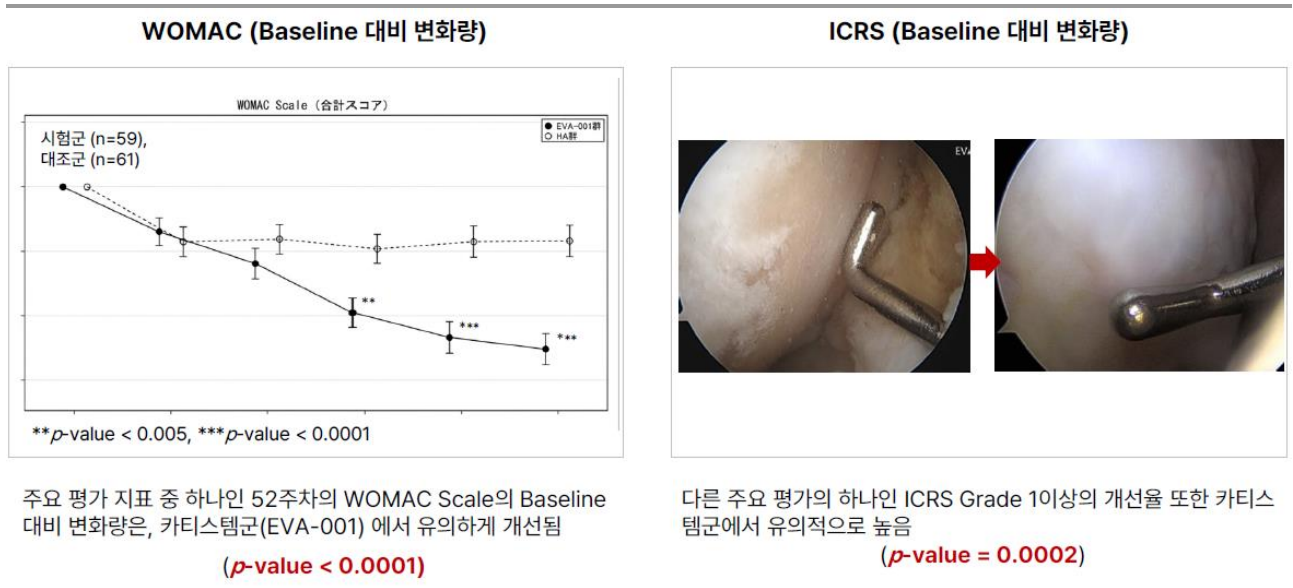 WOMAC (Baseline 대비 변화량)
WOMAC Scale (合計スコア)
시험군 (n=59),
대조군 (n=61)
EVA-001群
HA群
**
***
***
**p-value < 0.005, ***p-value < 0.0001
주요 평가 지표 중 하나인 52주차의 WOMAC Scale의 Baseline
대비 변화량은, 카티스템군(EVA-001) 에서 유의하게 개선됨
(p-value < 0.0001)
ICRS (Baseline 대비 변화량)
다른 주요 평가의 하나인 ICRS Grade 1이상의 개선율 또한 카티스
템군에서 유의적으로 높음
(p-value = 0.0002)